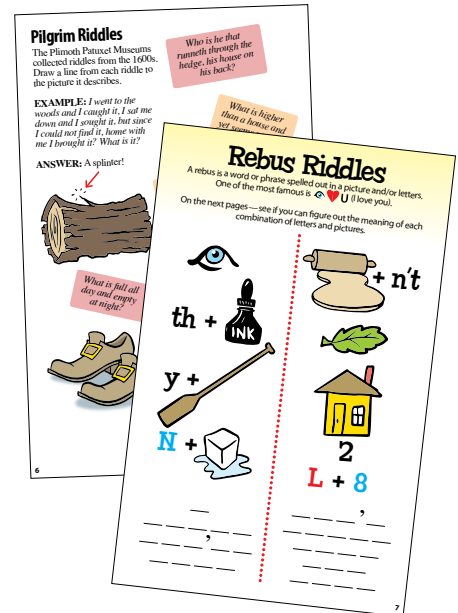 Pilgrim Riddles
The Plimoth Patuxet Museums
collected riddles from the 1600s.
Draw a line from each riddle to
the picture it describes.
EXAMPLE: I went to the
woods and I caught it, I sat me
down and I sought it, but since
I could not find it, home with
me I brought it? What is it?
ANSWER: A splinter!
Who is he that
runneth through the
hedge, his house on
his back?
What is higher
than a house and
What is full all
day and empty
at night?
6
Rebus Riddles
A rebus is a word or phrase spelled out in a picture and/or letters.
One of the most famous is U (I love you).
On the next pages — see if you can figure out the meaning of each
combination of letters and pictures.
th + INK
y +
N +
+ n't
2
L + 8
__
_ _ _ _ _
_ _ _ ' _ _
_ _ _ _
_ _ _ _ ' _
_ _ _ _ _
_ _ _ _ _
_ _ _
_ _ _ _
7